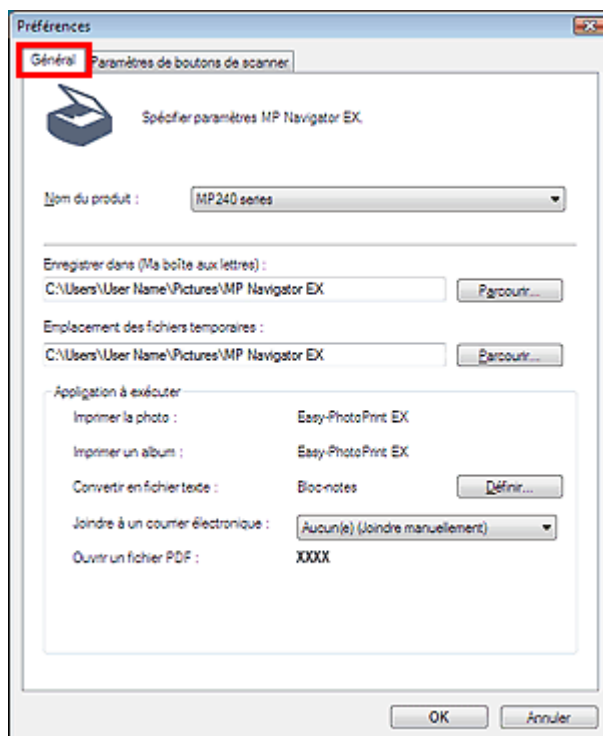 Préférences
Général
Paramètres de boutons de scanner
Spécifier paramètres MP Navigator EX.
Nom du produit :
MP240 series
Enregistrer dans (Ma boîte aux lettres) :
C:\Users\User Name\Pictures\MP Navigator EX
Parcourir...
Emplacement des fichiers temporaires :
C:\Users\User Name\Pictures\MP Navigator EX
Parcourir...
Application à exécuter
Imprimer la photo :
Easy-PhotoPrint EX
Imprimer un album :
Easy-PhotoPrint EX
Convertir en fichier texte :
Bloc-notes
Définir...
Joindre à un courrier électronique :
Aucun(e) (Joindre manuellement)
Ouvrir un fichier PDF :
XXXX
OK
Annuler